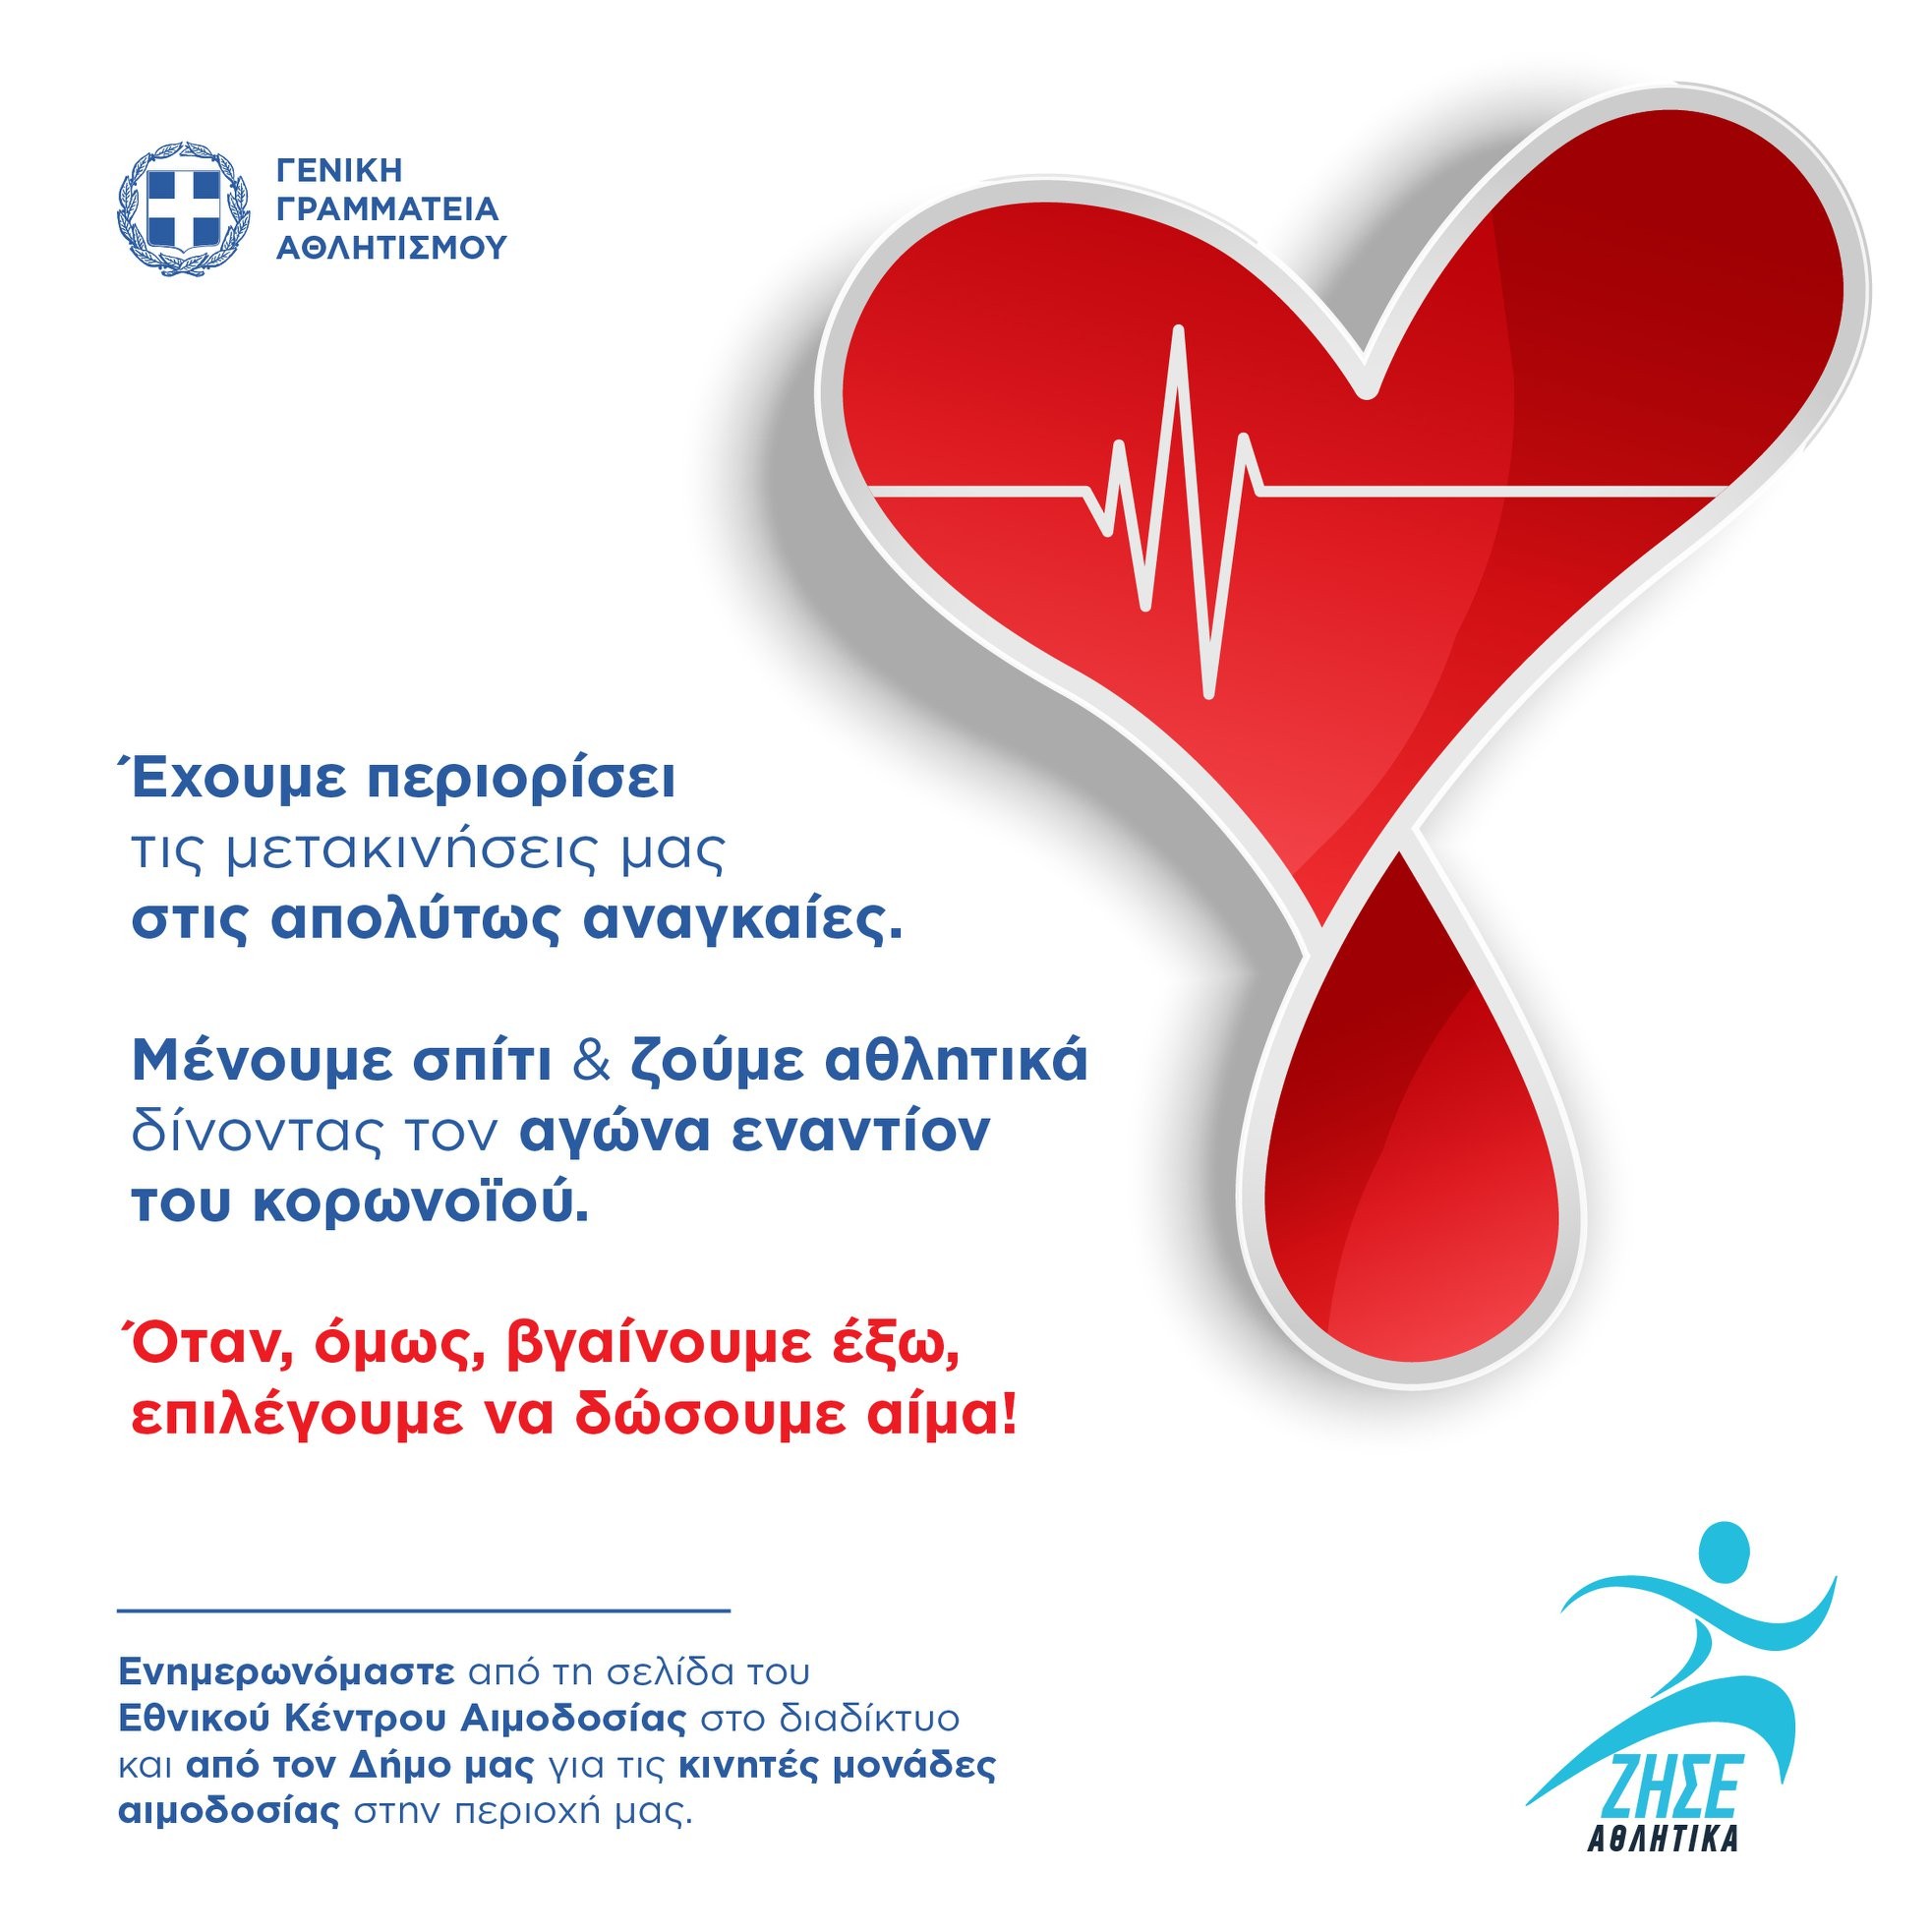 ΓΕΝΙΚΗ
ΓΡΑΜΜΑΤΕΙΑ
ΑΘΛΗΤΙΣΜΟΥ
Έχουμε περιορίσει
τις μετακινήσεις μας
στις απολύτως αναγκαίες.
Μένουμε σπίτι & ζούμε αθλητικά
δίνοντας τον αγώνα εναντίον
του κορωνοϊού.
Όταν, όμως, βγαίνουμε έξω,
επιλέγουμε να δώσουμε αίμα!
Ενημερωνόμαστε από τη σελίδα του
Εθνικού Κέντρου Αιμοδοσίας στο διαδίκτυο
και από τον Δήμο μας για τις κινητές μονάδες
αιμοδοσίας στην περιοχή μας.
ΖΗΣΕ
ΑΘΛΗΤΙΚΑ